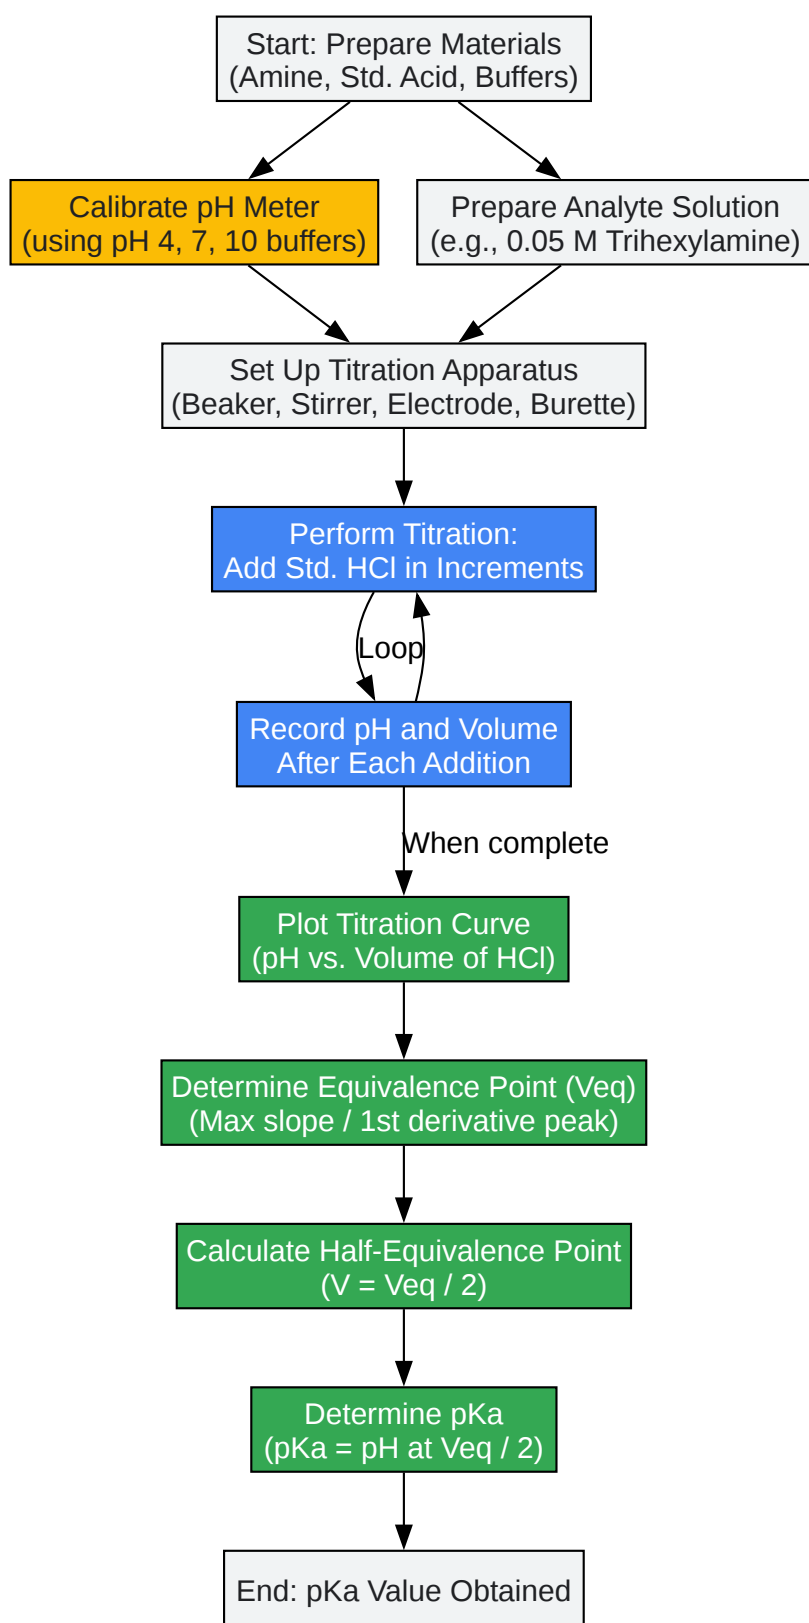 Start: Prepare Materials
(Amine, Std. Acid, Buffers)
Calibrate pH Meter
(using pH 4, 7, 10 buffers)
Prepare Analyte Solution
(e.g., 0.05 M Trihexylamine)
Set Up Titration Apparatus
(Beaker, Stirrer, Electrode, Burette)
Perform Titration:
Add Std. HCl in Increments
Loop
Record pH and Volume
After Each Addition
When complete
Plot Titration Curve
(pH vs. Volume of HCl)
Determine Equivalence Point (Veq)
(Max slope / 1st derivative peak)
Calculate Half-Equivalence Point
(V = Veq / 2)
Determine pKa
(pKa = pH at Veq / 2)
End: pKa Value Obtained